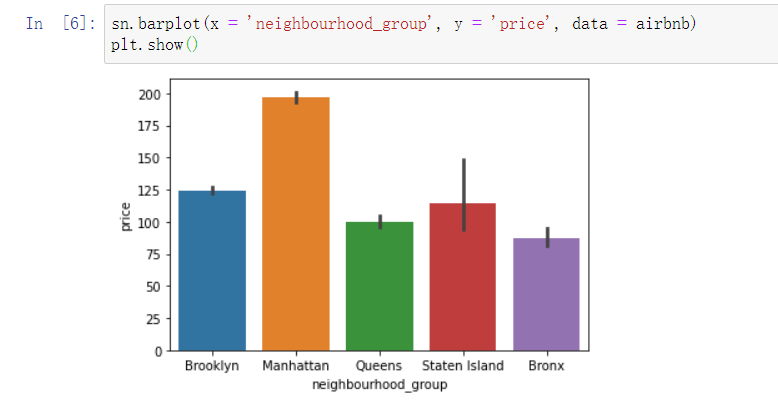 In [6]: sn.barplot(x = 'neighbourhood_group', y = 'price', data = airbnb)
plt.show()
200
175
150
125
100
75
50
25
0
price
Brooklyn Manhattan Queens Staten Island Bronx
neighbourhood_group